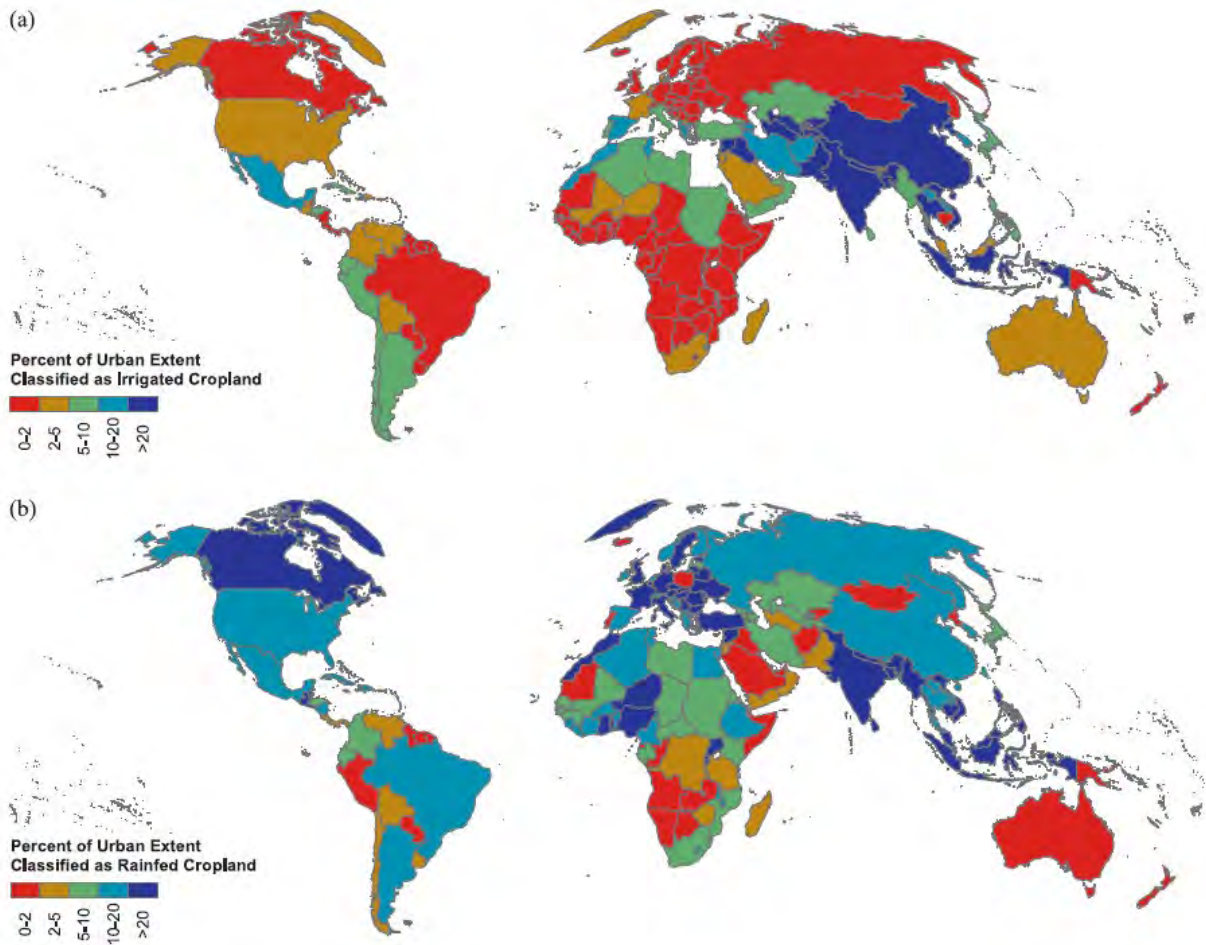 (a)
Percent of Urban Extent
Classified as Irrigated Cropland
0-2
2-5
5-10
10-20
>20
(b)
Percent of Urban Extent
Classified as Rainfed Cropland
0-2
2-5
5-10
10-20
>20